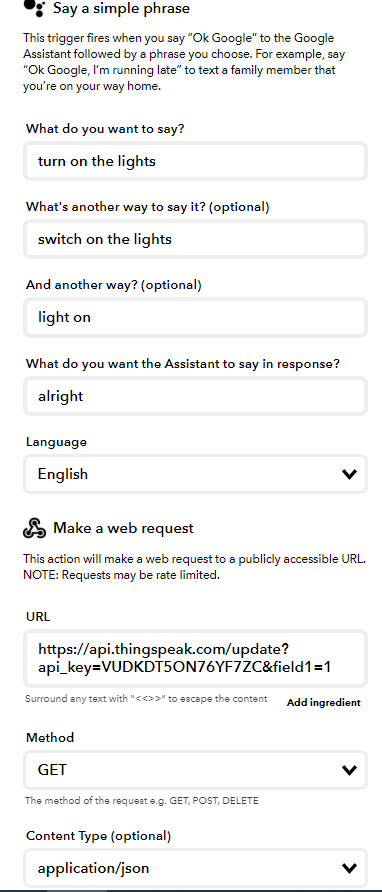 Say a simple phrase
This trigger fires when you say “Ok Google” to the Google
Assistant followed by a phrase you choose. For example, say
“Ok Google, I’m running late” to text a family member that
you’re on your way home.
What do you want to say?
turn on the lights
What's another way to say it? (optional)
switch on the lights
And another way? (optional)
light on
What do you want the Assistant to say in response?
alright
Language
English
Make a web request
This action will make a web request to a publicly accessible URL.
NOTE: Requests may be rate limited.
URL
https://api.thingspeak.com/update?
api_key=VUDKDT5ON76YF7ZC&field1=1
Surround any text with "<<>>" to escape the content
Add ingredient
Method
GET
The method of the request e.g. GET, POST, DELETE
Content Type (optional)
application/json